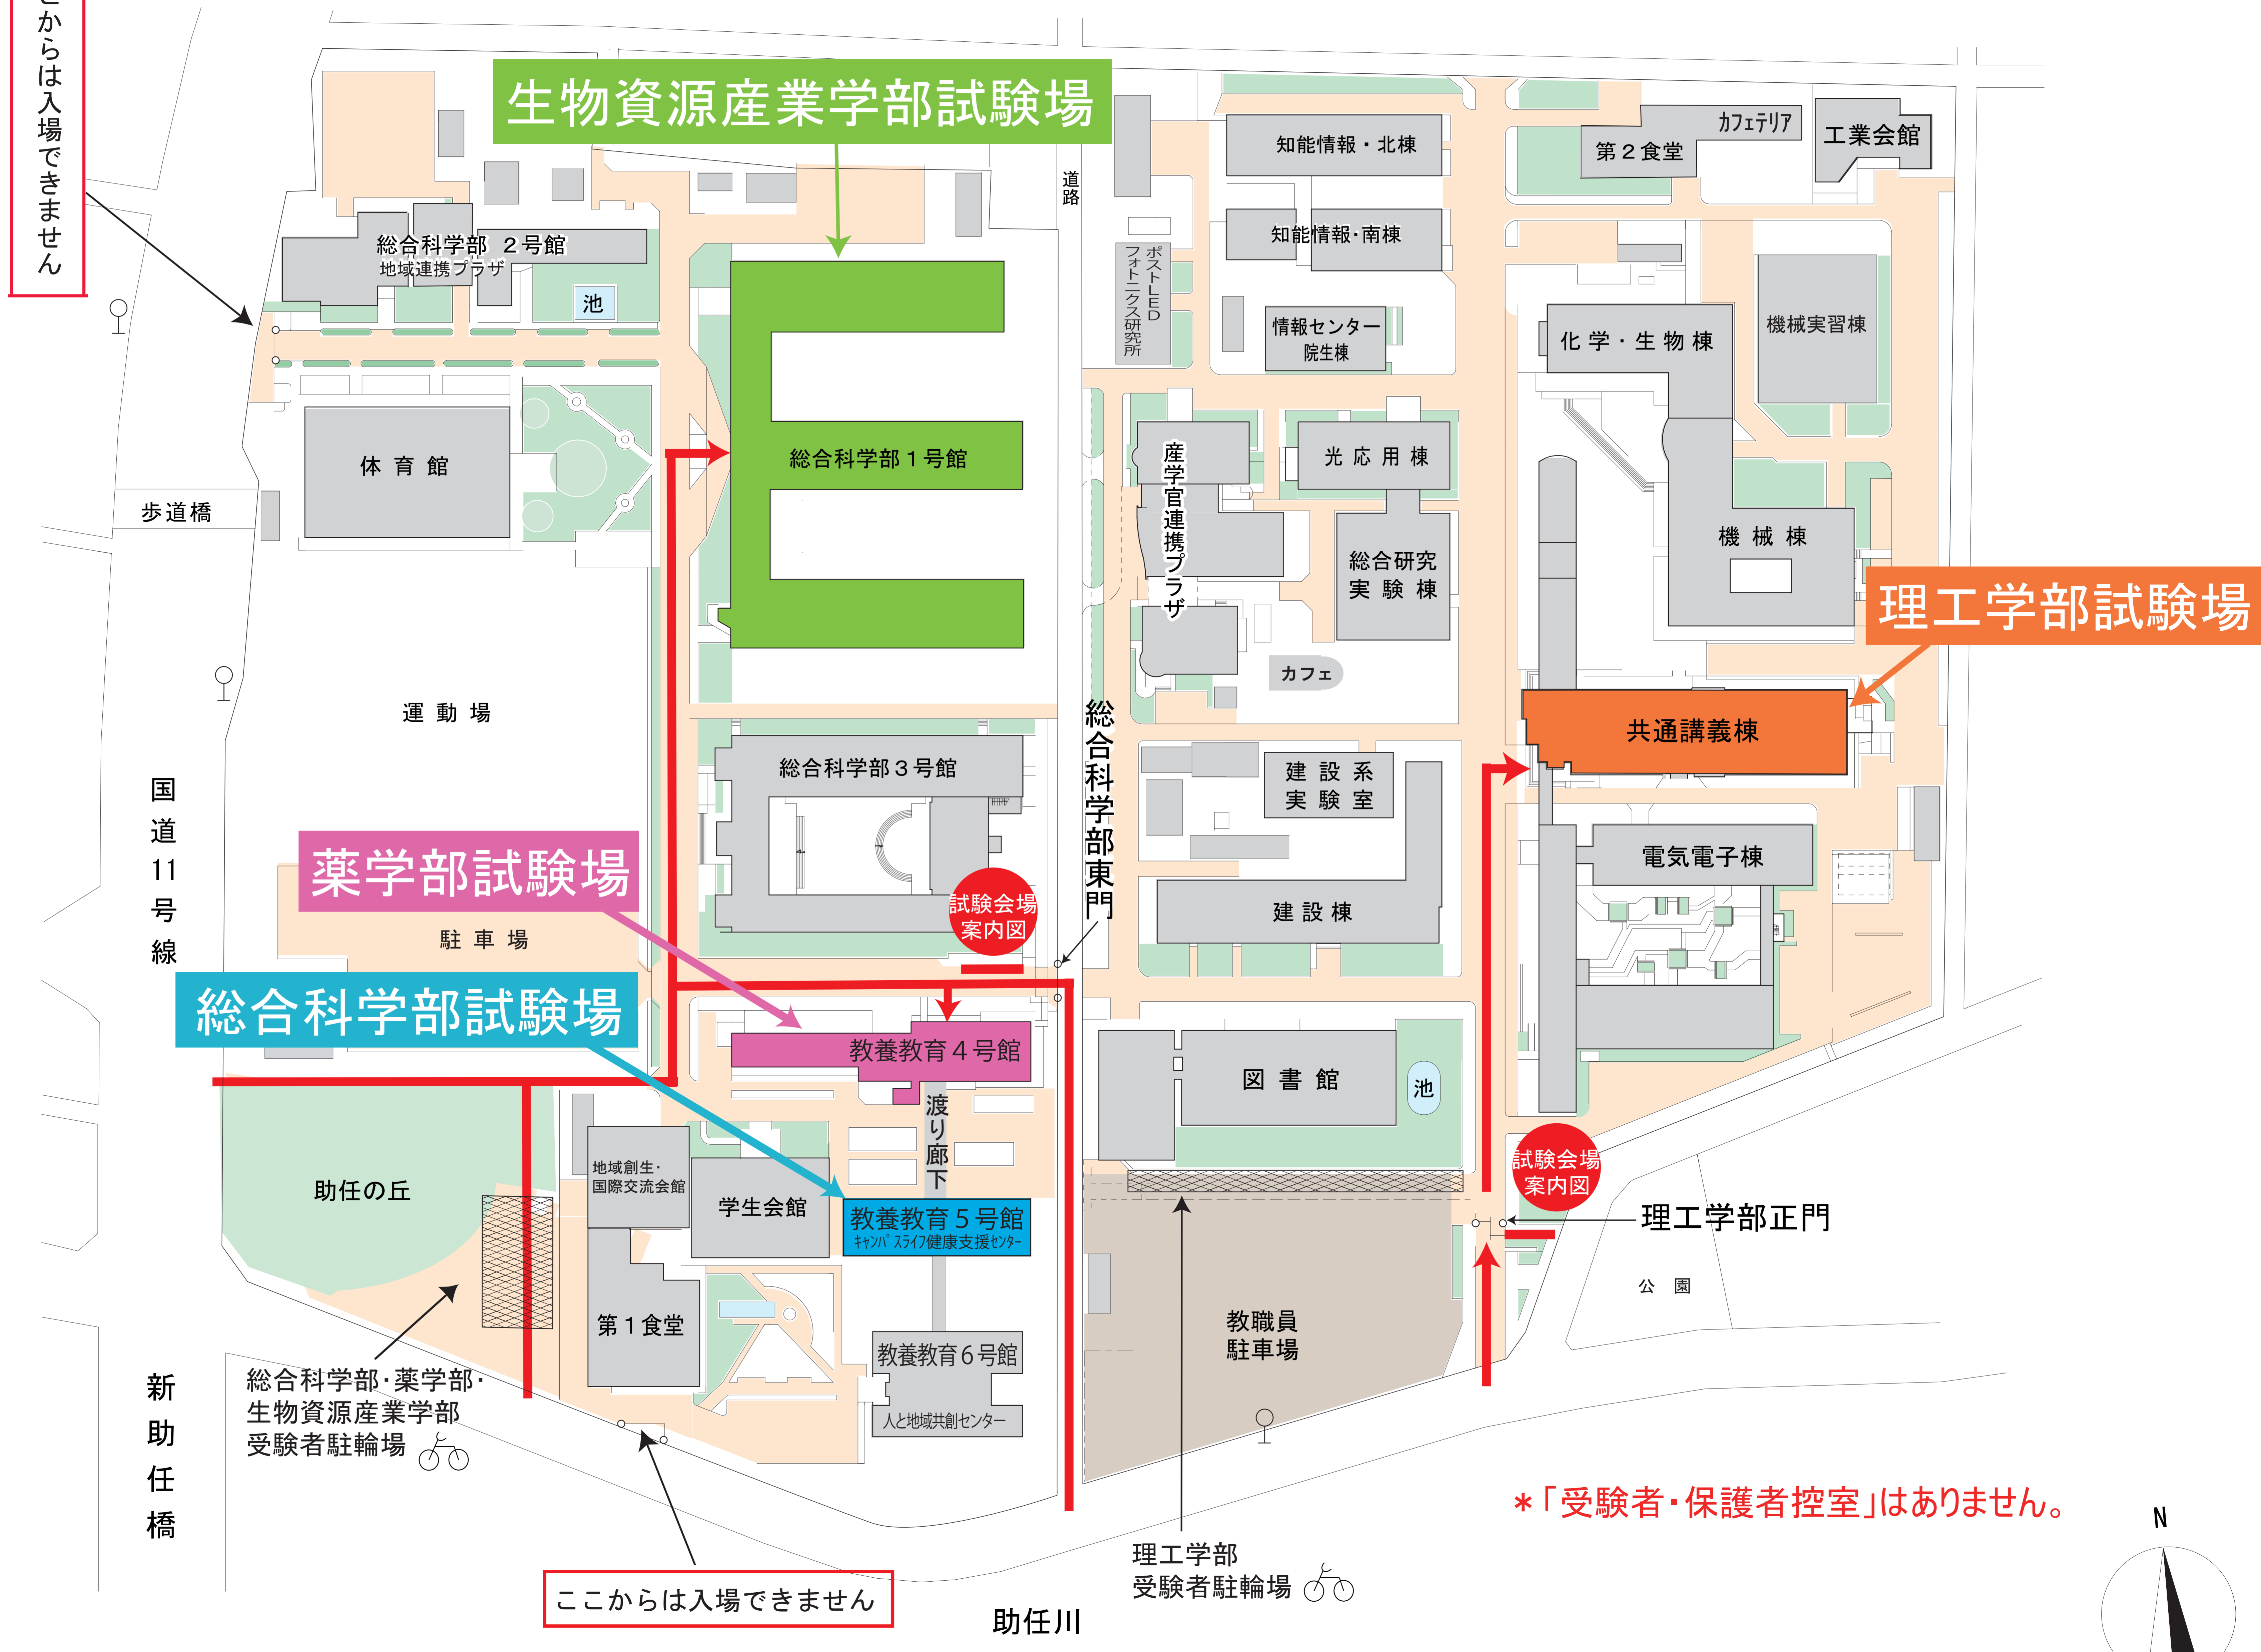 からは入場できません
生物資源産業学部試験場
道路
知能情報・北棟
知能情報・南棟
ポストLED
フォトニクス研究所
情報センター
院生棟
第２食堂
カフェテリア
工業会館
総合科学部 ２号館
地域連携プラザ
池
化学・生物棟
機械実習棟
体育館
歩道橋
総合科学部１号館
産学官連携プラザ
光応用棟
総合研究
実験棟
機械棟
理工学部試験場
カフェ
運動場
共通講義棟
総合科学部東門
総合科学部３号館
建設系
実験室
国道11号線
薬学部試験場
電気電子棟
試験会場
案内図
建設棟
駐車場
総合科学部試験場
教養教育４号館
図書館
池
渡り廊下
試験会場
案内図
助任の丘
地域創生・
国際交流会館
学生会館
教養教育５号館
キャンパスライフ健康支援センター
理工学部正門
公園
第１食堂
教養教育６号館
人と地域共創センター
教職員
駐車場
新助任橋
総合科学部・薬学部・
生物資源産業学部
受験者駐輪場
＊「受験者・保護者控室」はありません。
N
理工学部
受験者駐輪場
ここからは入場できません
助任川